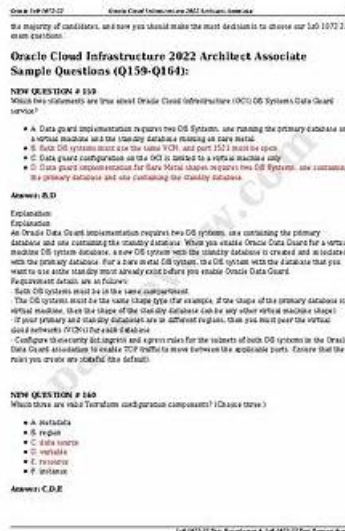 the majority of candidates, and now you should make the most decision is to choose our 1z0-1072-22
exam questions.
Oracle Cloud Infrastructure 2022 Architect Associate
Sample Questions (Q159-Q164):
NEW QUESTION # 159
Which two statements are true about Oracle Cloud Infrastructure (OCI) DB Systems Data Guard
service?
A. Data guard implementation requires two DB Systems, one running the primary database on
a virtual machine and the standby database running on bare metal.
B. Both DB systems must use the same VCN, and port 1521 must be open.
C. Data guard configuration on the OCI is limited to a virtual machine only
D. Data guard implementation for Bare Metal shapes requires two DB Systems, one containing
the primary database and one containing the standby database.
Answer: B,D
Explanation:
Explanation
An Oracle Data Guard implementation requires two DB systems, one containing the primary
database and one containing the standby database. When you enable Oracle Data Guard for a virtual
machine DB system database, a new DB system with the standby database is created and associated
with the primary database. For a bare metal DB system, the DB system with the database that you
want to use as the standby must already exist before you enable Oracle Data Guard.
Requirement details are as follows:
Both DB systems must be in the same compartment.
The DB systems must be the same shape type (for example, if the shape of the primary database is
virtual machine, then the shape of the standby database can be any other virtual machine shape).
If your primary and standby databases are in different regions, then you must peer the virtual
cloud networks (VCNs) for each database.
Configure the security list ingress and egress rules for the subnets of both DB systems in the Oracle
Data Guard association to enable TCP traffic to move between the applicable ports. Ensure that the
rules you create are stateful (the default).
NEW QUESTION # 160
Which three are valid Terraform configuration components? (Choose three.)
A. metadata
B. region
C. data source
D. variable
E. resource
F. instance
Answer: C,D,E